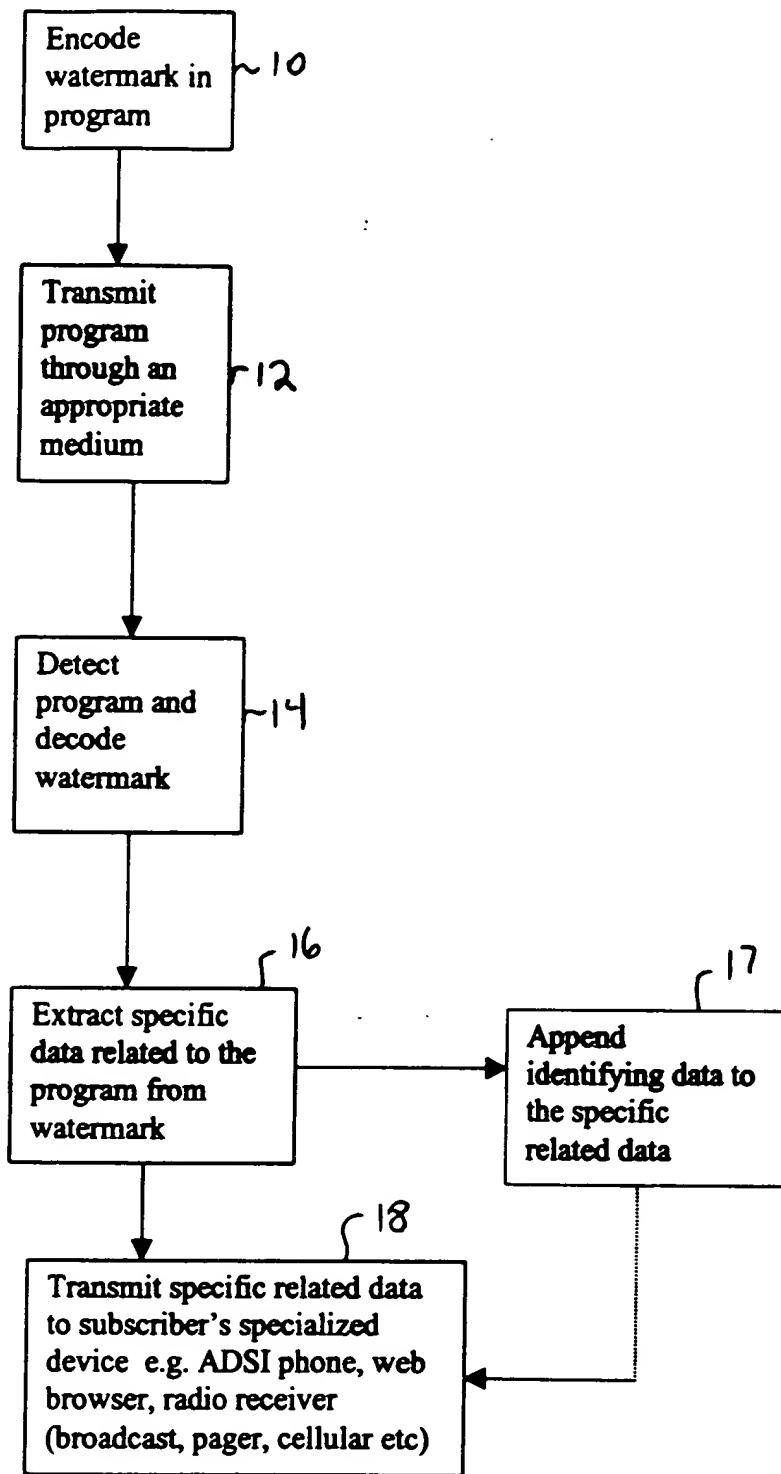 Encode
watermark in
program
10
Transmit
program
through an
appropriate
medium
12
Detect
program and
decode
watermark
14
16
Extract specific
data related to the
program from
watermark
17
Append
identifying data to
the specific
related data
18
Transmit specific related data
to subscriber's specialized
device e.g. ADSI phone, web
browser, radio receiver
(broadcast, pager, cellular etc)